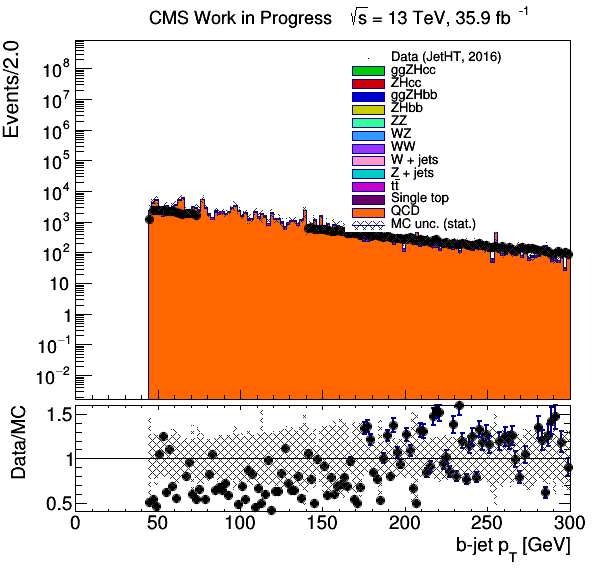 CMS Work in Progress √s = 13 TeV, 35.9 fb⁻¹
Events/2.0
10⁸
10⁷
10⁶
10⁵
10⁴
10³
10²
10
1
10⁻¹
10⁻²
Data (JetHT, 2016)
ggZHcc
ZHcc
ggZHbb
ZHbb
ZZ
WZ
WW
W + jets
Z + jets
tt̄
Single top
QCD
MC unc. (stat.)
Data/MC
1.5
1
0.5
0 50 100 150 200 250 300
b-jet p_T [GeV]